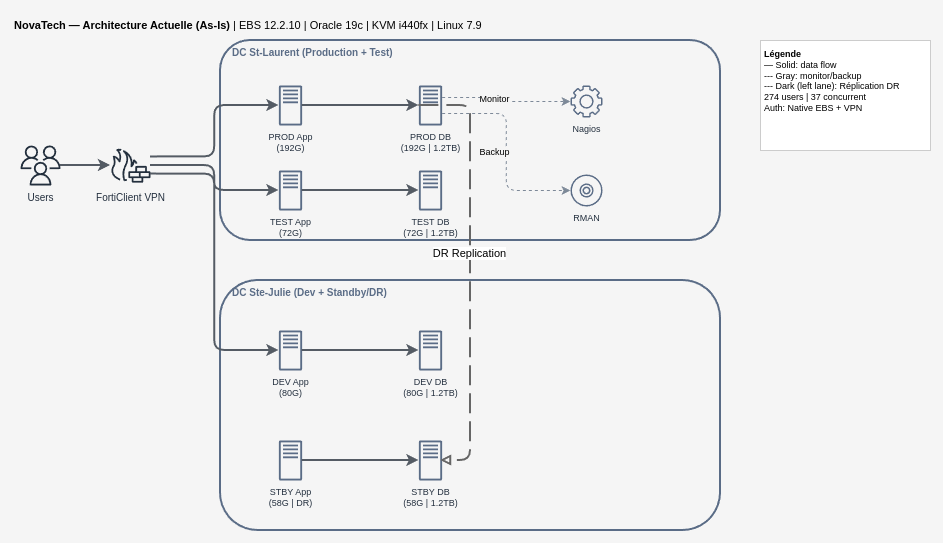 NovaTech — Architecture Actuelle (As-Is) | EBS 12.2.10 | Oracle 19c | KVM i440fx | Linux 7.9
DC St-Laurent (Production + Test)
Légende
— Solid: data flow
--- Gray: monitor/backup
--- Dark (left lane): Réplication DR
274 users | 37 concurrent
Auth: Native EBS + VPN
Monitor
Nagios
PROD App
(192G)
PROD DB
(192G | 1.2TB)
Backup
Users
FortiClient VPN
RMAN
TEST App
(72G)
TEST DB
(72G | 1.2TB)
DR Replication
DC Ste-Julie (Dev + Standby/DR)
DEV App
(80G)
DEV DB
(80G | 1.2TB)
STBY App
(58G | DR)
STBY DB
(58G | 1.2TB)